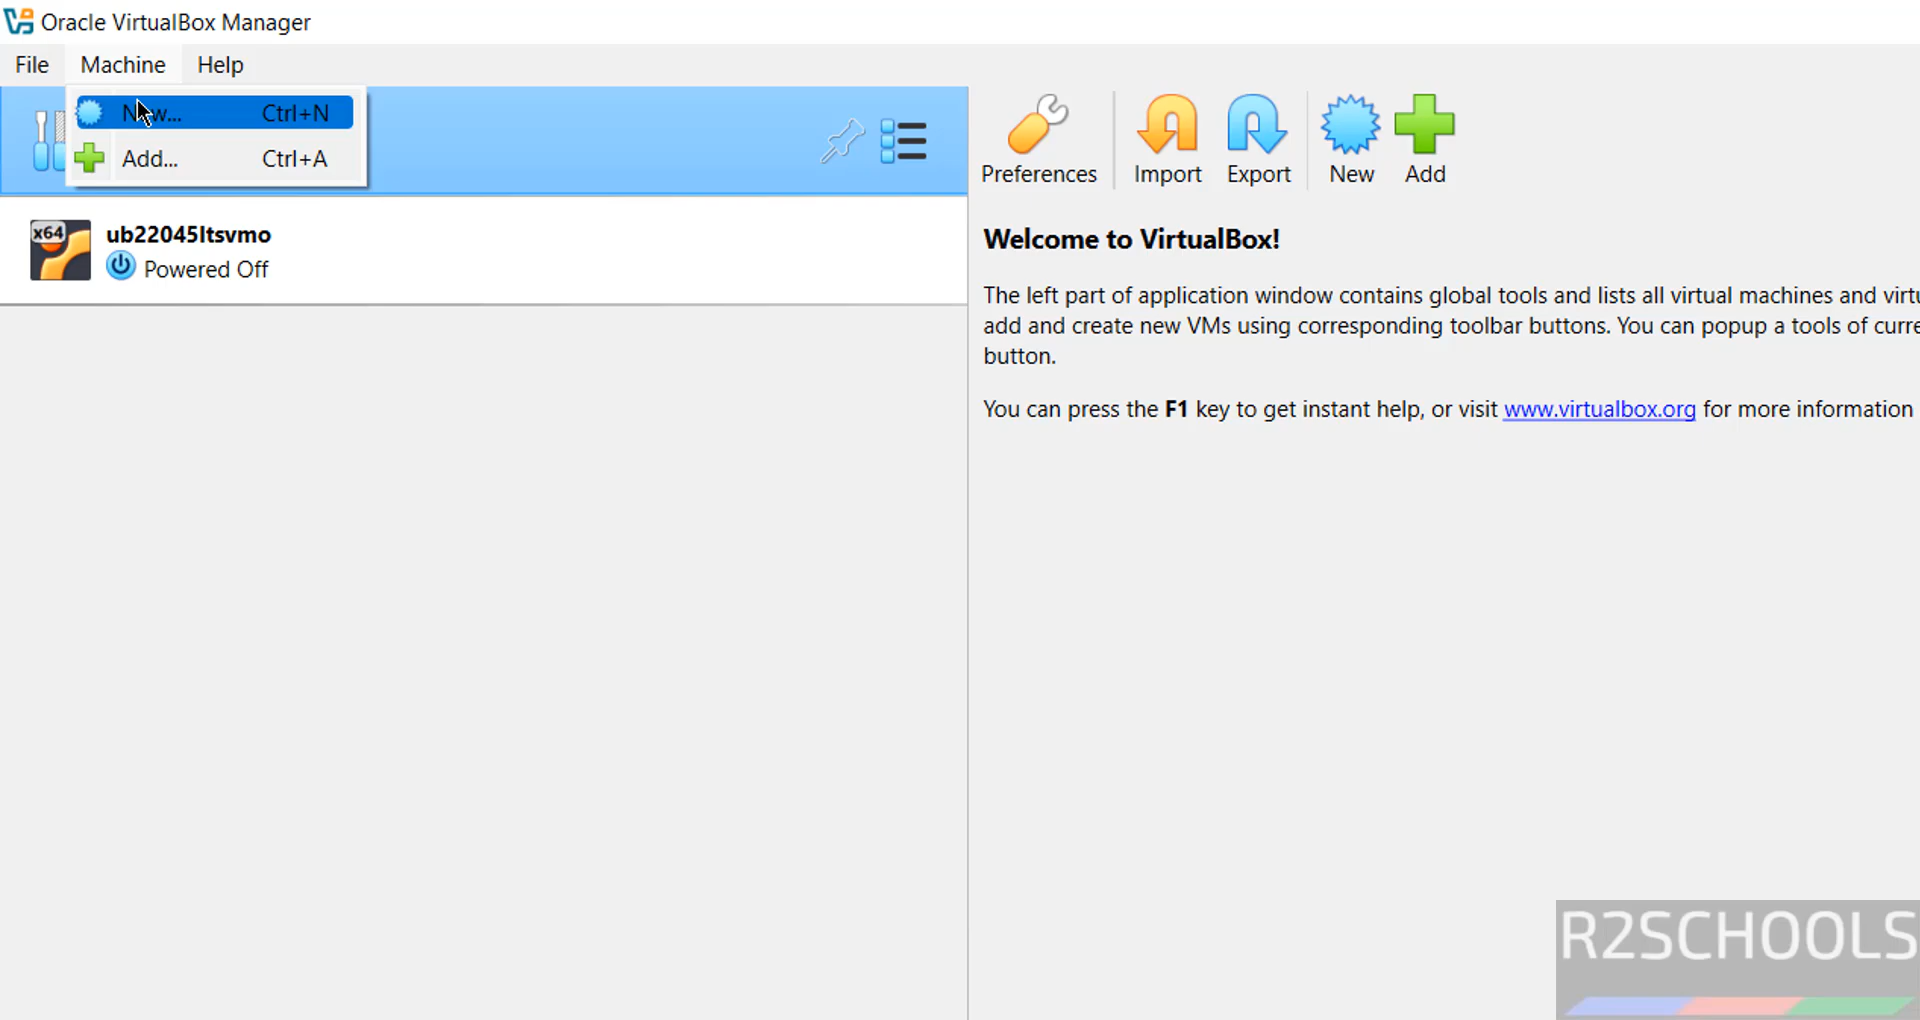 Oracle VirtualBox Manager
File Machine Help
New... Ctrl+N
Add... Ctrl+A
Preferences Import Export New Add
x64
ub22045ltsvmo
Powered Off
Welcome to VirtualBox!
The left part of application window contains global tools and lists all virtual machines and virtu
add and create new VMs using corresponding toolbar buttons. You can popup a tools of curre
button.
You can press the F1 key to get instant help, or visit www.virtualbox.org for more information
R2SCHOOLS